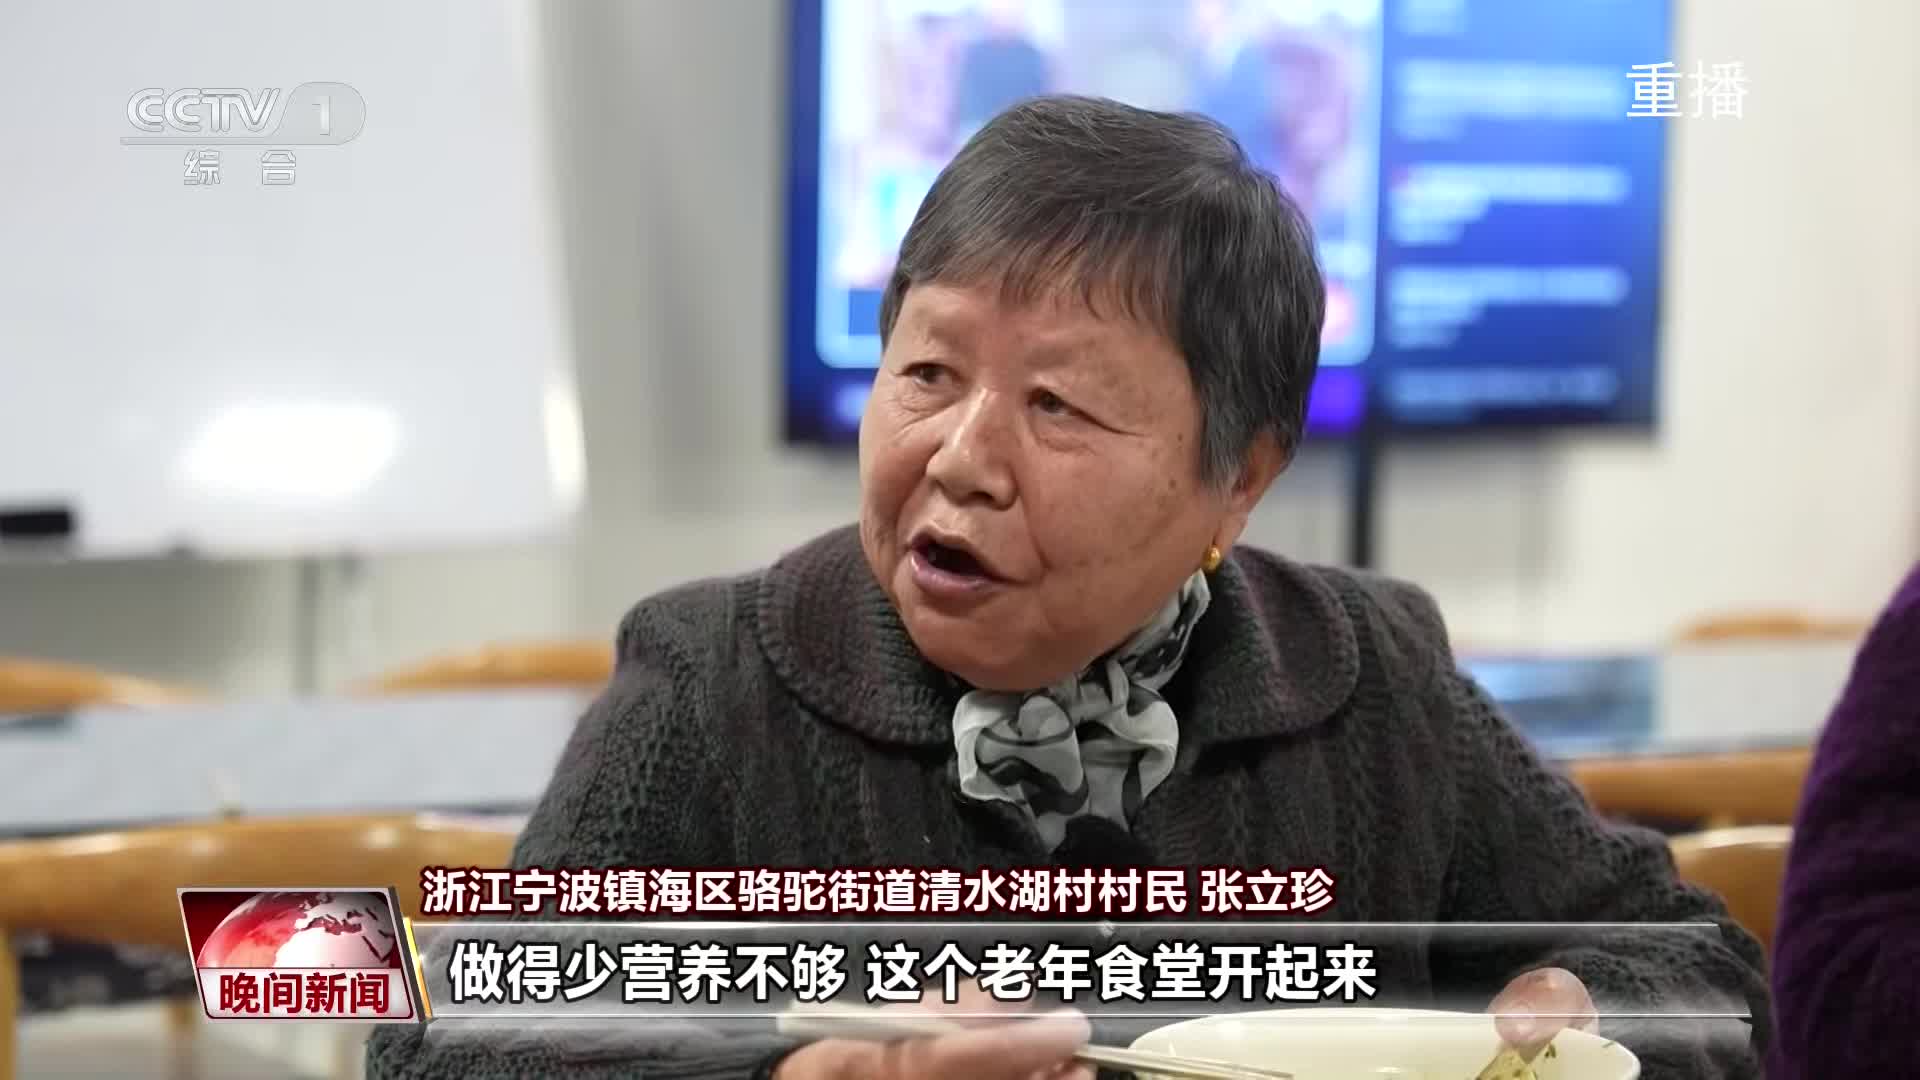 CCTV 1
综合
重播
浙江宁波镇海区骆驼街道清水湖村村民 张立珍
晚间新闻
做得少营养不够 这个老年食堂开起来